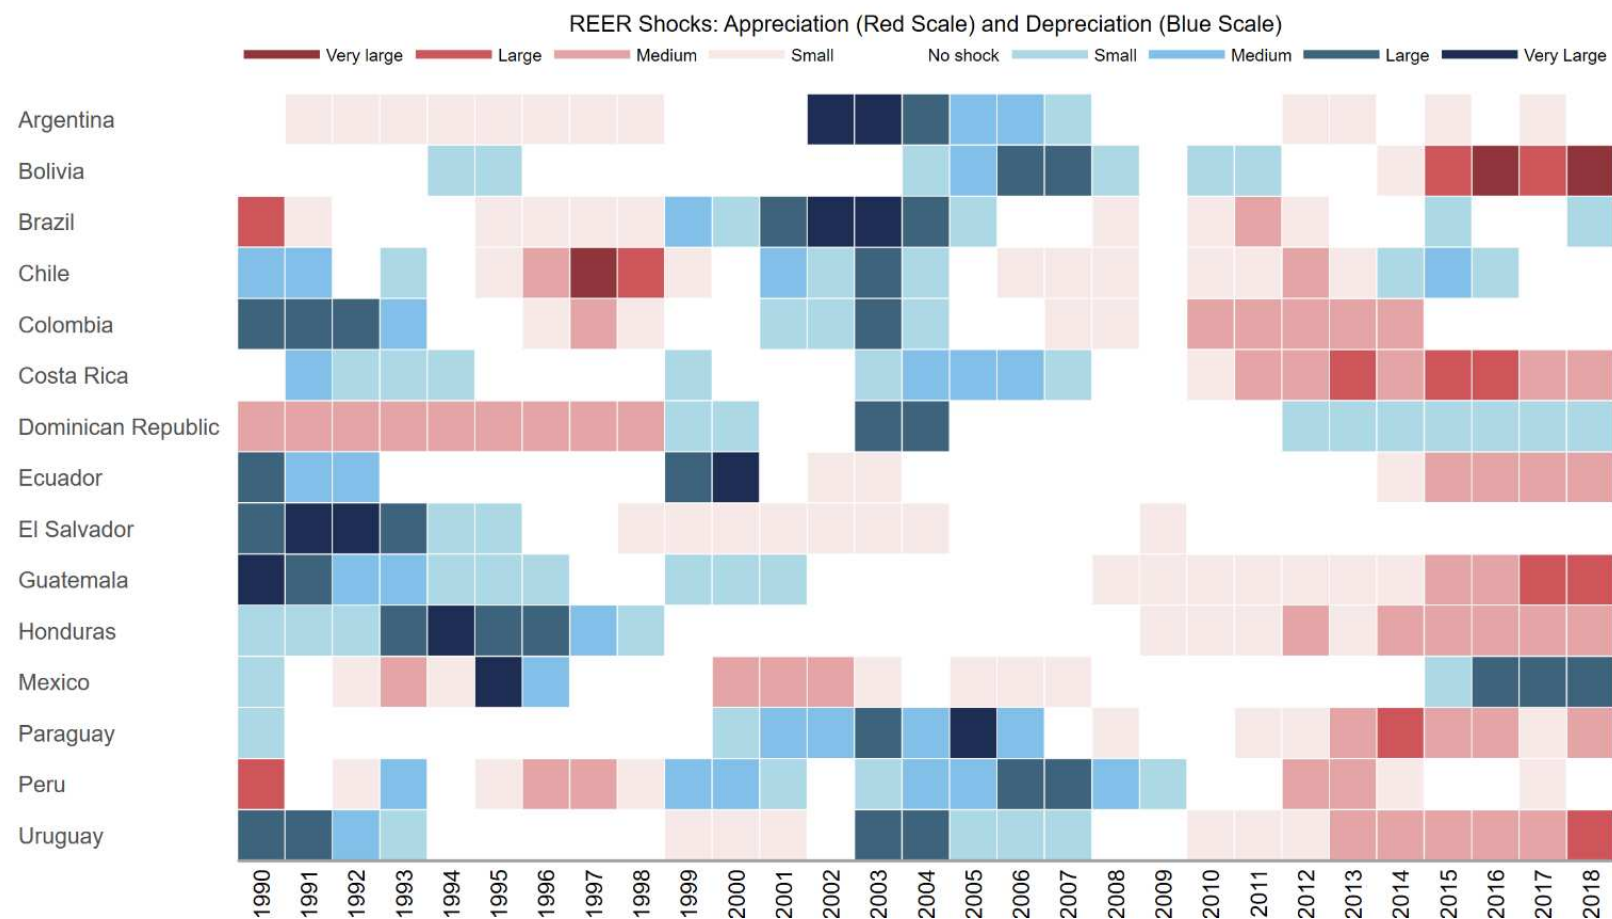 REER Shocks: Appreciation (Red Scale) and Depreciation (Blue Scale)
Very large Large Medium Small No shock Small Medium Large Very Large
Argentina
Bolivia
Brazil
Chile
Colombia
Costa Rica
Dominican Republic
Ecuador
El Salvador
Guatemala
Honduras
Mexico
Paraguay
Peru
Uruguay
1990 1991 1992 1993 1994 1995 1996 1997 1998 1999 2000 2001 2002 2003 2004 2005 2006 2007 2008 2009 2010 2011 2012 2013 2014 2015 2016 2017 2018